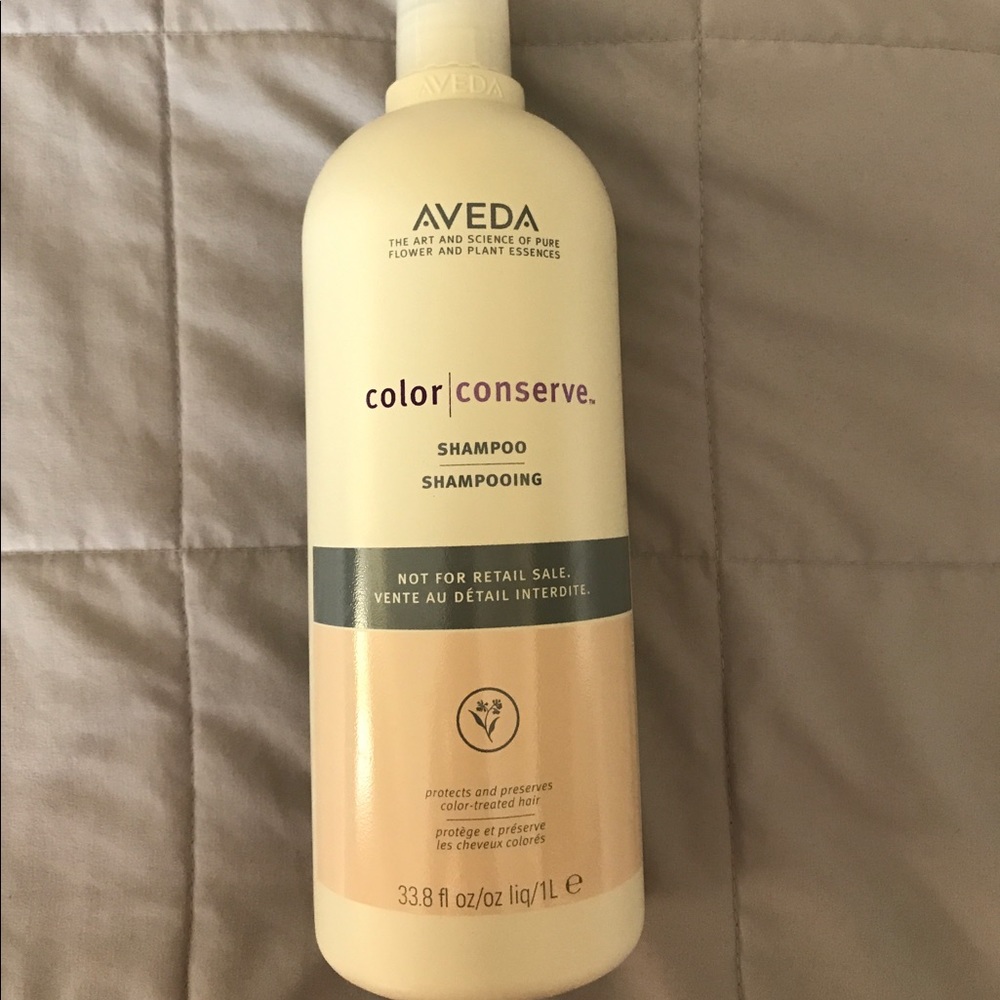 AVEDA
AVEDA
THE ART AND SCIENCE OF PURE
FLOWER AND PLANT ESSENCES
color|conserve™
SHAMPOO
SHAMPOOING
NOT FOR RETAIL SALE.
VENTE AU DÉTAIL INTERDITE.
protects and preserves
color-treated hair
protège et préserve
les cheveux colorés
33.8 fl oz/oz liq/1L ℮